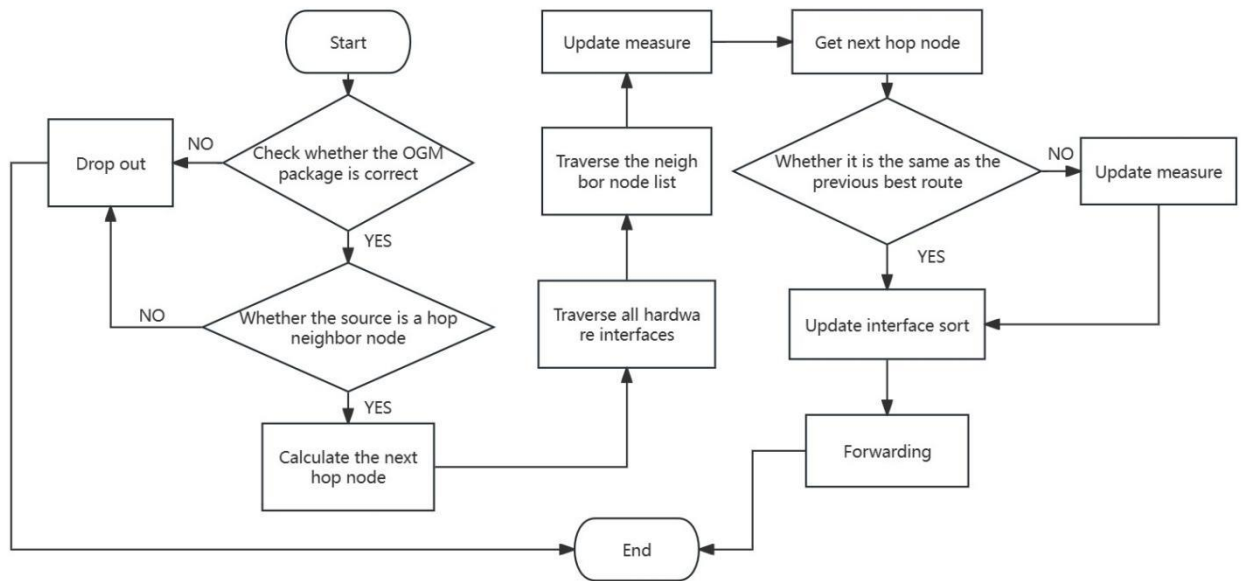 Start
NO
Check whether the OGM
package is correct
Drop out
YES
NO
Whether the source is a hop
neighbor node
YES
Calculate the next
hop node
Traverse all hardwa
re interfaces
Traverse the neigh
bor node list
Update measure
Get next hop node
Whether it is the same as the
previous best route
NO
Update measure
YES
Update interface sort
Forwarding
End